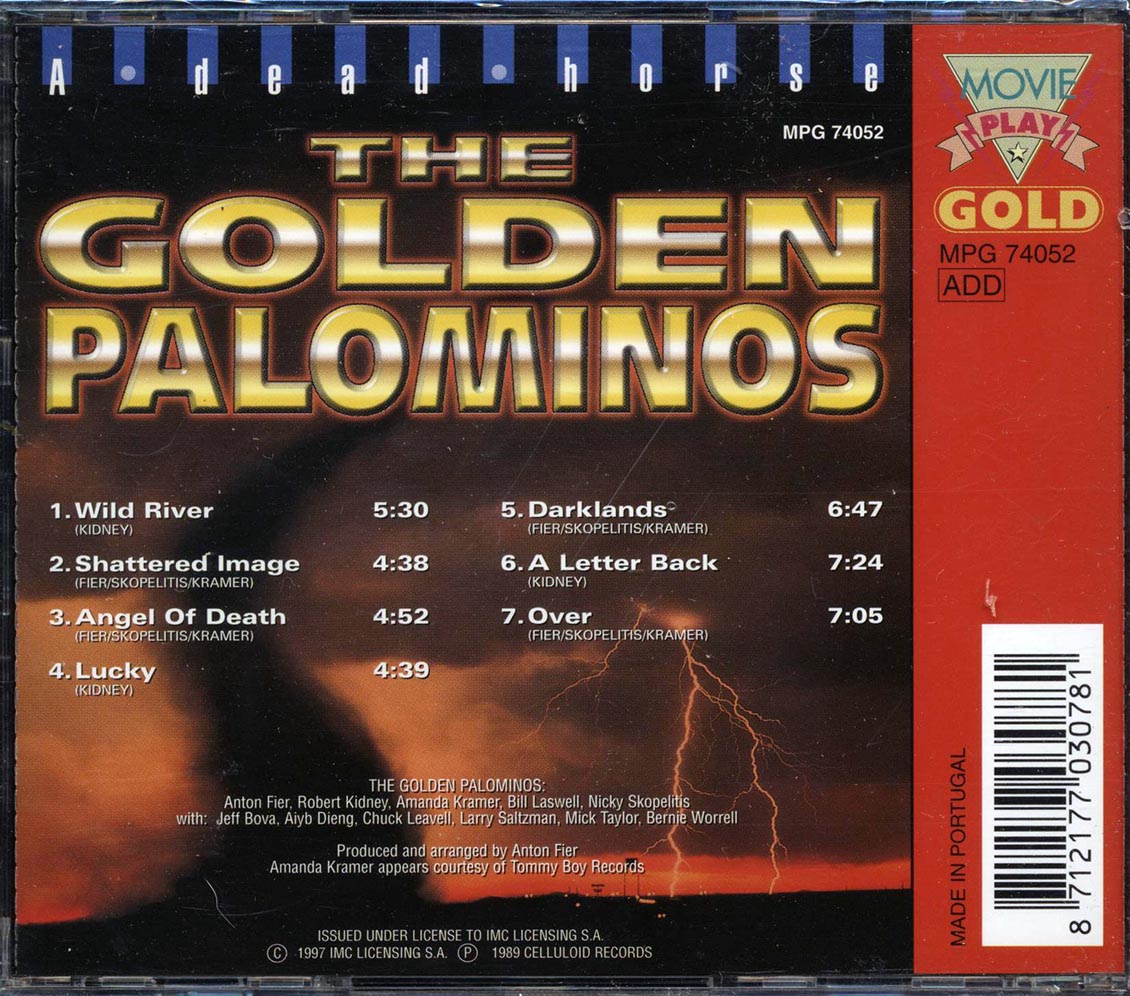 A • dead • horse
MPG 74052
THE
GOLDEN
PALOMINOS
1. Wild River 5:30
(KIDNEY)
2. Shattered Image 4:38
(FIER/SKOPELITIS/KRAMER)
3. Angel Of Death 4:52
(FIER/SKOPELITIS/KRAMER)
4. Lucky 4:39
(KIDNEY)
5. Darklands 6:47
(FIER/SKOPELITIS/KRAMER)
6. A Letter Back 7:24
(KIDNEY)
7. Over 7:05
(FIER/SKOPELITIS/KRAMER)
THE GOLDEN PALOMINOS:
Anton Fier, Robert Kidney, Amanda Kramer, Bill Laswell, Nicky Skopelitis
with: Jeff Bova, Aiyb Dieng, Chuck Leavell, Larry Saltzman, Mick Taylor, Bernie Worrell
Produced and arranged by Anton Fier
Amanda Kramer appears courtesy of Tommy Boy Records
ISSUED UNDER LICENSE TO IMC LICENSING S.A.
© 1997 IMC LICENSING S.A. ℗ 1989 CELLULOID RECORDS
MOVIE
PLAY
GOLD
MPG 74052
ADD
MADE IN PORTUGAL
8 712177 030781